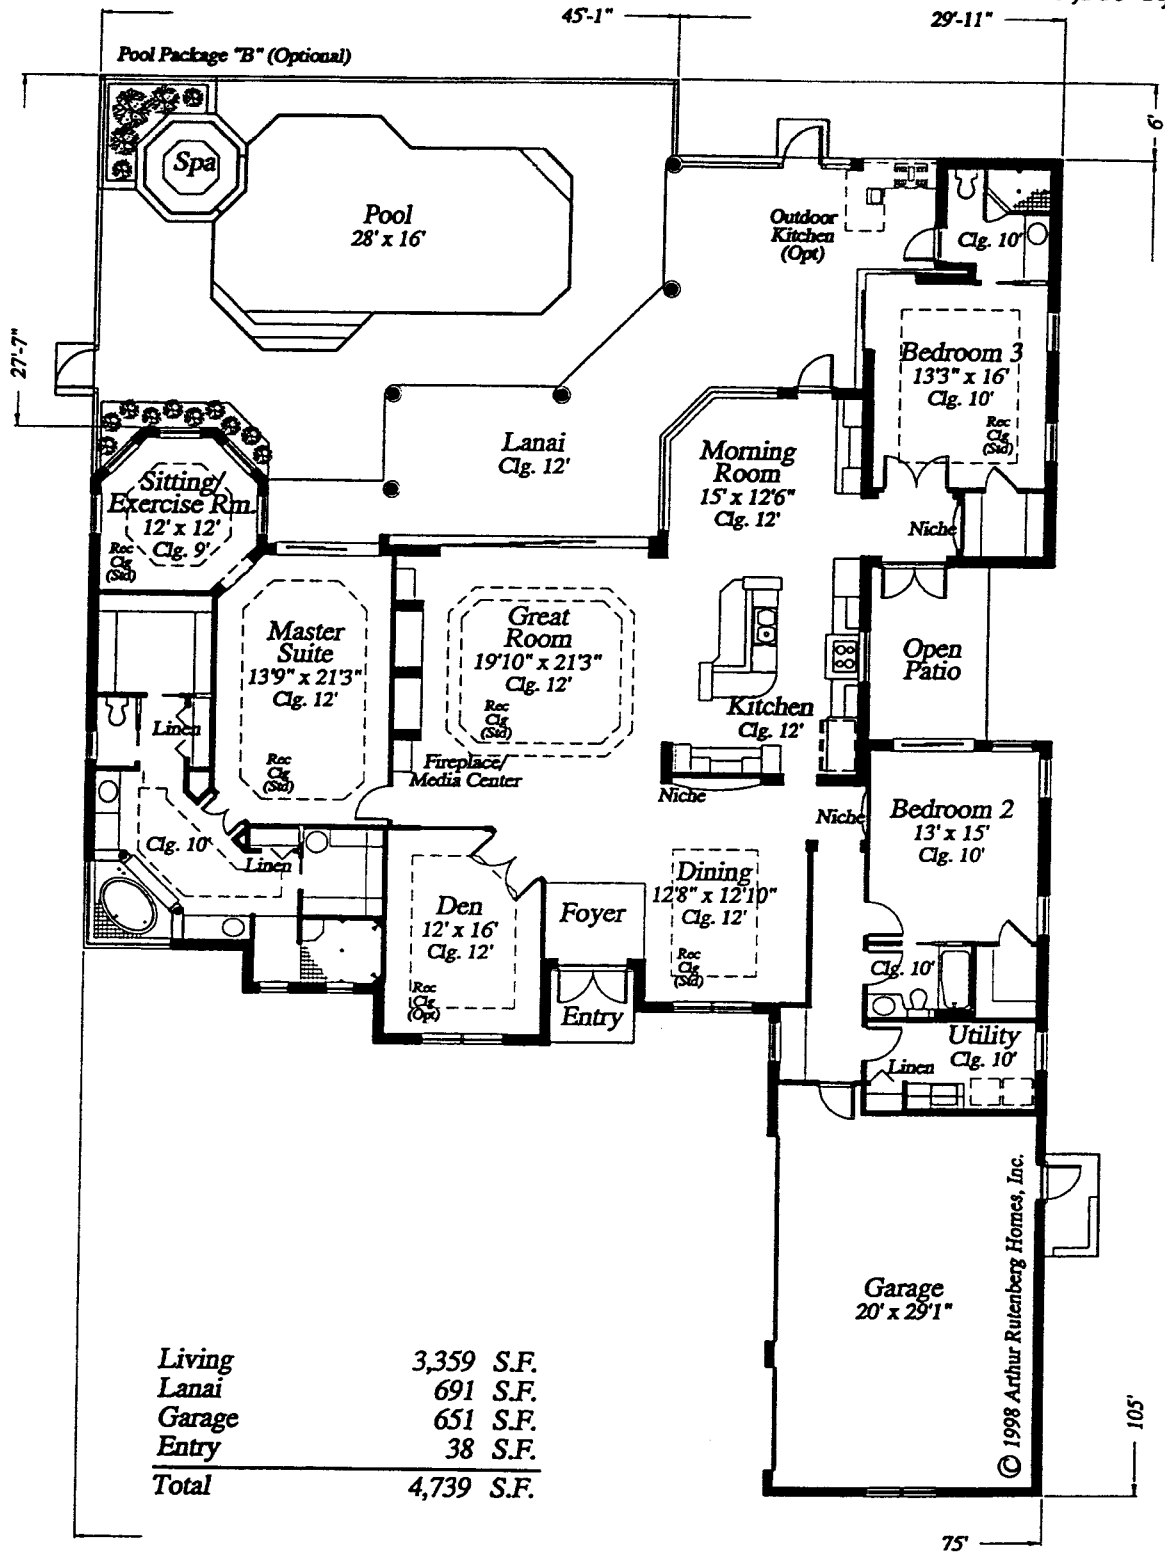 45'-1"
29'-11"
Pool Package "B" (Optional)
6'
27'-7"
Spa
Pool
28' x 16'
Outdoor
Kitchen
(Opt)
Clg. 10'
Bedroom 3
13'3" x 16'
Clg. 10'
Rec
Clg
(Std)
Lanai
Clg. 12'
Morning
Room
15' x 12'6"
Clg. 12'
Sitting/
Exercise Rm.
12' x 12'
Clg. 9'
Rec
Clg
(Std)
Niche
Master
Suite
13'9" x 21'3"
Clg. 12'
Rec
Clg
(Std)
Great
Room
19'10" x 21'3"
Clg. 12'
Rec
Clg
(Std)
Open
Patio
Kitchen
Clg. 12'
Linen
Fireplace/
Media Center
Niche
Niche
Bedroom 2
13' x 15'
Clg. 10'
Clg. 10'
Linen
Den
12' x 16'
Clg. 12'
Rec
Clg
(Opt)
Foyer
Dining
12'8" x 12'10"
Clg. 12'
Rec
Clg
(Std)
Clg. 10'
Entry
Utility
Clg. 10'
Linen
Garage
20' x 29'1"
© 1998 Arthur Rutenberg Homes, Inc.
Living 3,359 S.F.
Lanai 691 S.F.
Garage 651 S.F.
Entry 38 S.F.
Total 4,739 S.F.
105'
75'